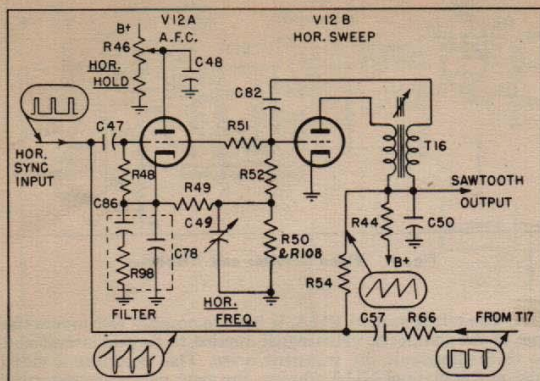 V12A
A.F.C.
V12 B
HOR. SWEEP
B+
R46
HOR.
HOLD
C48
C82
C47
HOR.
SYNC
INPUT
R51
T16
R48
R49
R52
SAWTOOTH
OUTPUT
C86
C49
R44
C50
C78
R50
&R108
R98
R54
B+
FILTER
HOR.
FREQ.
C57
R66
FROM T17